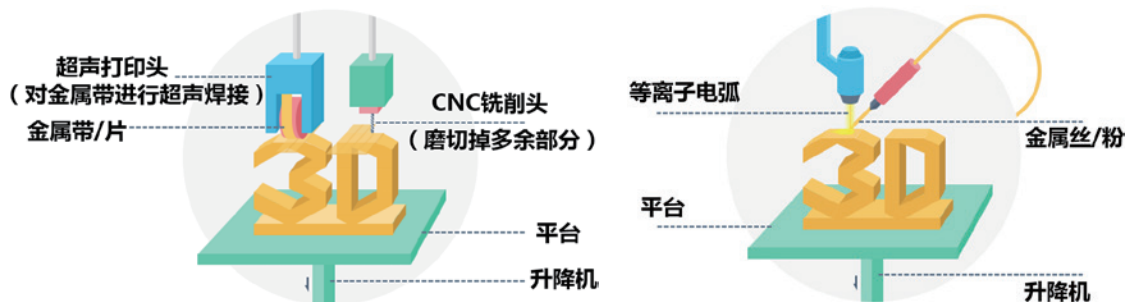 超声打印头
（对金属带进行超声焊接）
金属带/片
CNC铣削头
（磨切掉多余部分）
平台
升降机
3D
等离子电弧
金属丝/粉
平台
升降机
3D